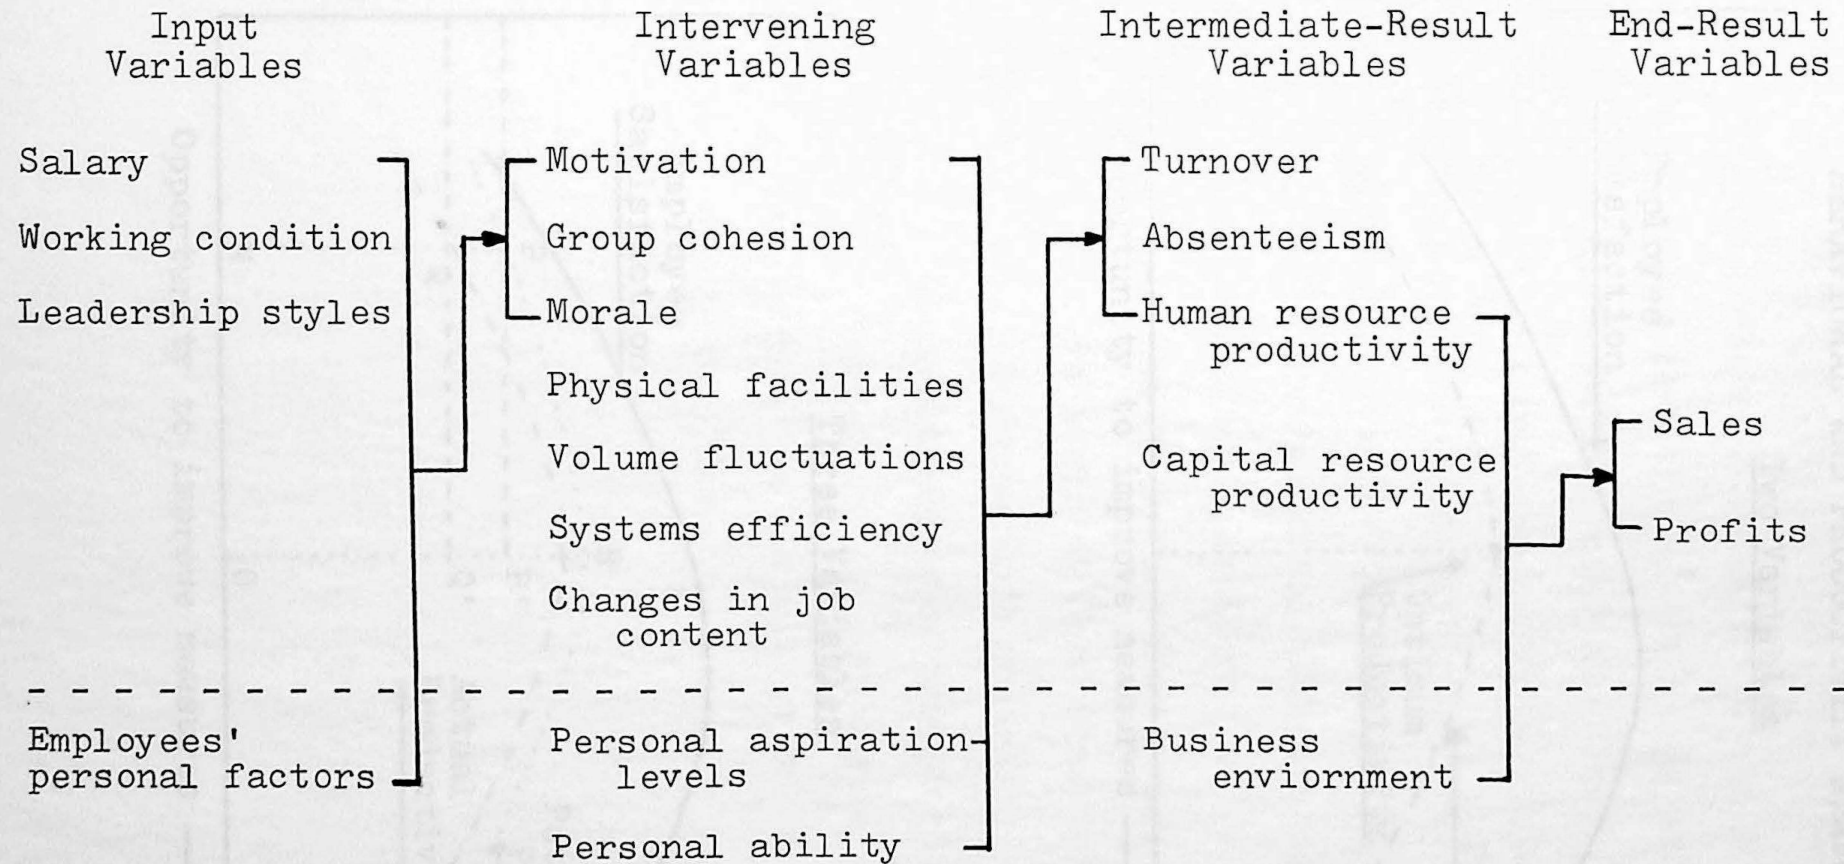 Input
Variables
Intervening
Variables
Intermediate-Result
Variables
End-Result
Variables
Salary
Working condition
Leadership styles
Employees'
personal factors
Motivation
Group cohesion
Morale
Physical facilities
Volume fluctuations
Systems efficiency
Changes in job
content
Personal aspiration
levels
Personal ability
Turnover
Absenteeism
Human resource
productivity
Capital resource
productivity
Business
enviornment
Sales
Profits